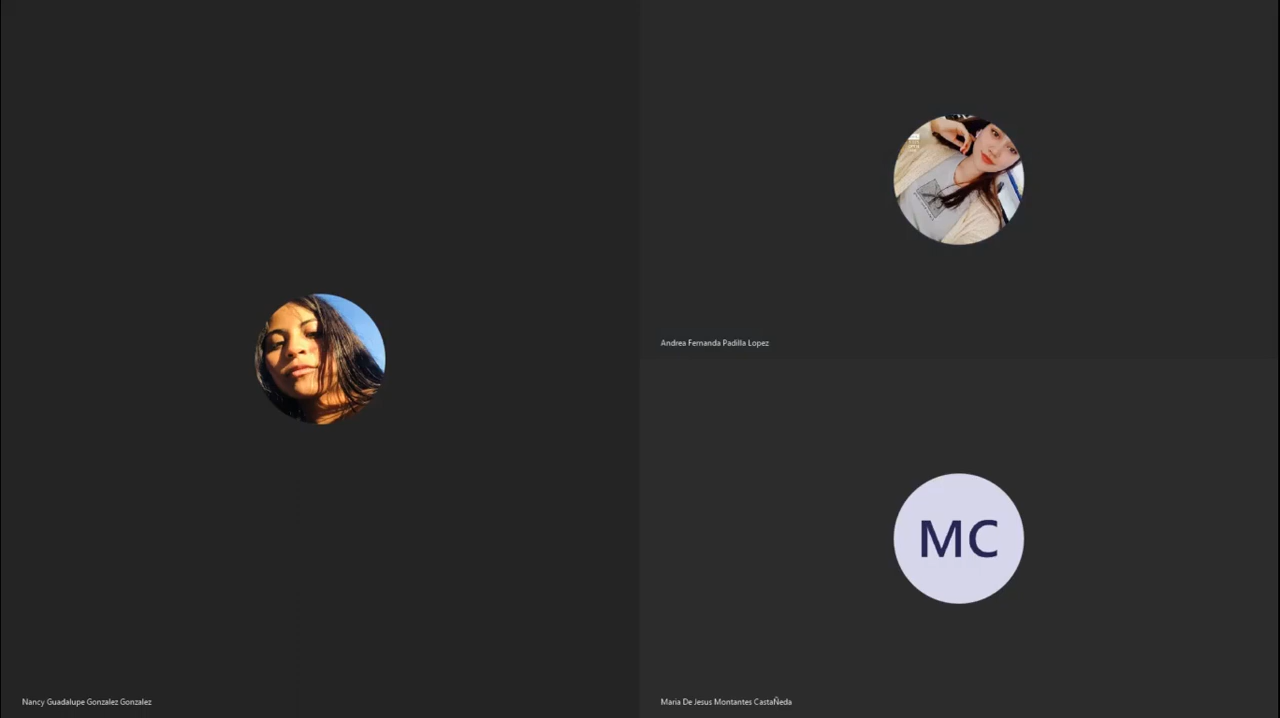 Andrea Fernanda Padilla Lopez
MC
Nancy Guadalupe Gonzalez Gonzalez
Maria De Jesus Montantes CastaÑeda